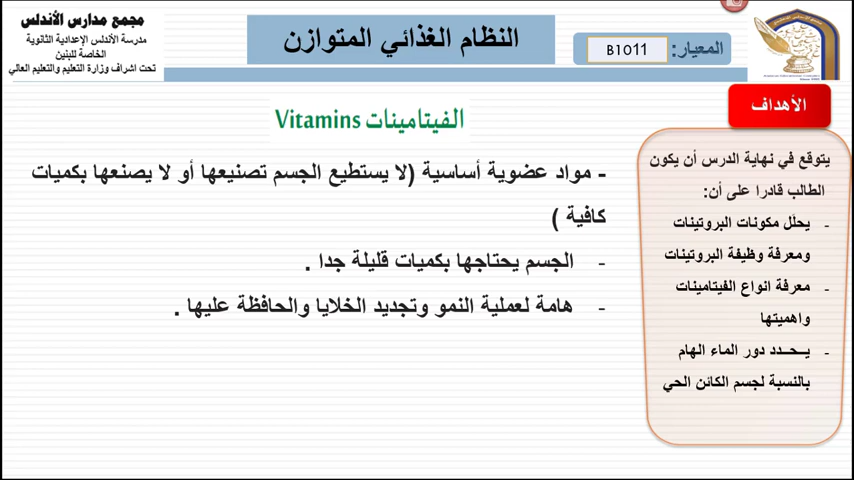 مجمع مدارس الأندلس
مدرسة الأندلس الإعدادية الثانوية
الخاصة للبنين
تحت اشراف وزارة التعليم والتعليم العالي
النظام الغذائي المتوازن
المعيار: B1011
الأهداف
يتوقع في نهاية الدرس أن يكون
الطالب قادرا على أن:
- يحلّل مكونات البروتينات
ومعرفة وظيفة البروتينات
- معرفة انواع الفيتامينات
واهميتها
- يـــحـــدد دور الماء الهام
بالنسبة لجسم الكائن الحي
الفيتامينات Vitamins
- مواد عضوية أساسية (لا يستطيع الجسم تصنيعها أو لا يصنعها بكميات
كافية )
- الجسم يحتاجها بكميات قليلة جدا .
- هامة لعملية النمو وتجديد الخلايا والحافظة عليها .